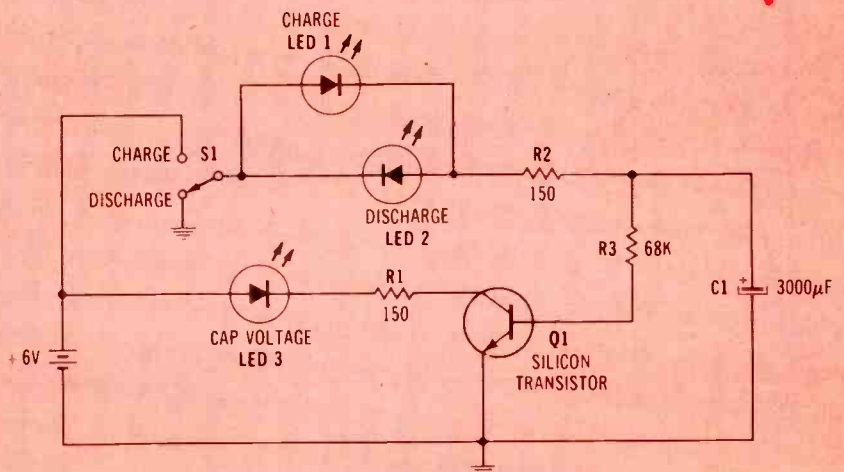 CHARGE
LED 1
CHARGE
S1
DISCHARGE
DISCHARGE
LED 2
R2
150
R3
68K
C1
+
3000μF
CAP VOLTAGE
LED 3
R1
150
Q1
SILICON
TRANSISTOR
+ 6V